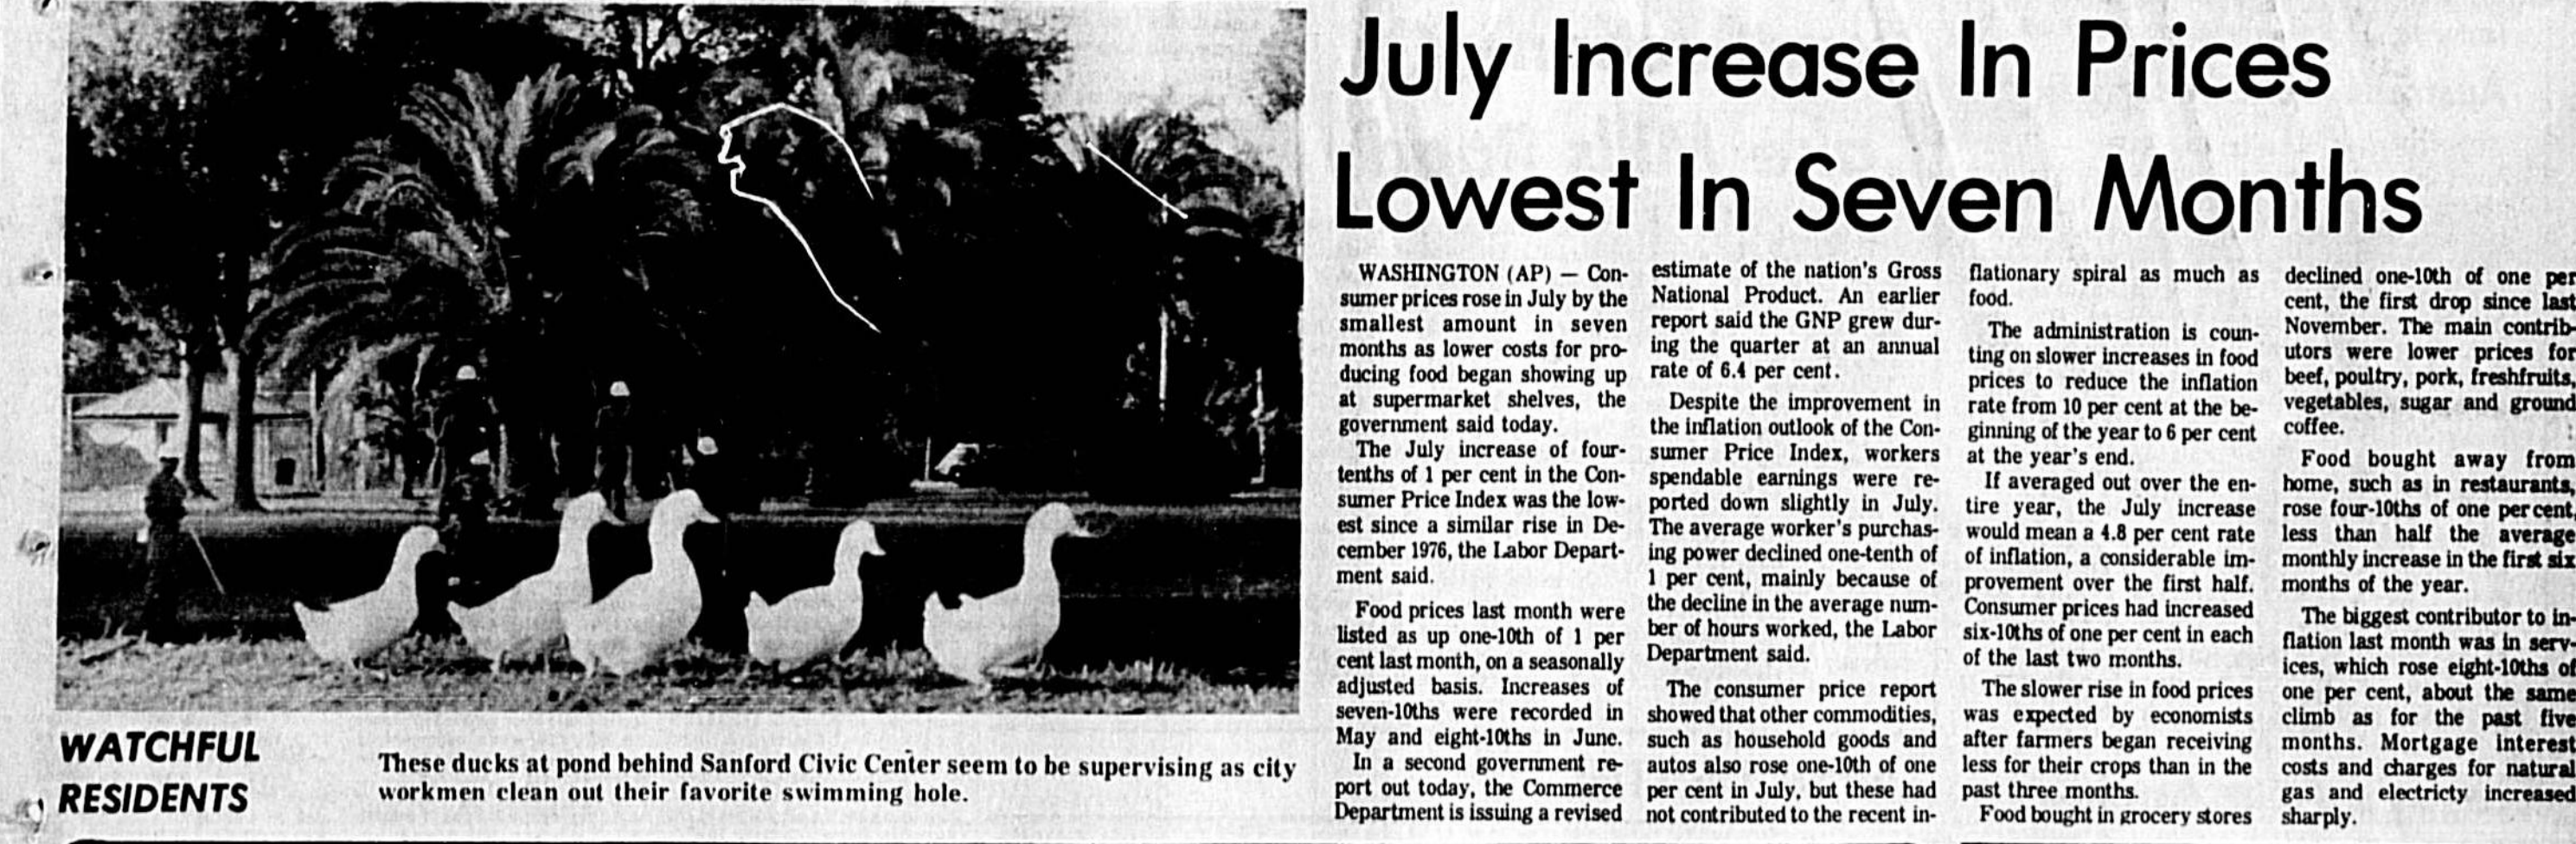 WATCHFUL
RESIDENTS
These ducks at pond behind Sanford Civic Center seem to be supervising as city
workmen clean out their favorite swimming hole.
July Increase In Prices
Lowest In Seven Months
WASHINGTON (AP) — Con-
sumer prices rose in July by the
smallest amount in seven
months as lower costs for pro-
ducing food began showing up
at supermarket shelves, the
government said today.
The July increase of four-
tenths of 1 per cent in the Con-
sumer Price Index was the low-
est since a similar rise in De-
cember 1976, the Labor Depart-
ment said.
Food prices last month were
listed as up one-10th of 1 per
cent last month, on a seasonally
adjusted basis. Increases of
seven-10ths were recorded in
May and eight-10ths in June.
In a second government re-
port out today, the Commerce
Department is issuing a revised
estimate of the nation's Gross
National Product. An earlier
report said the GNP grew dur-
ing the quarter at an annual
rate of 6.4 per cent.
Despite the improvement in
the inflation outlook of the Con-
sumer Price Index, workers
spendable earnings were re-
ported down slightly in July.
The average worker's purchas-
ing power declined one-tenth of
1 per cent, mainly because of
the decline in the average num-
ber of hours worked, the Labor
Department said.
The consumer price report
showed that other commodities,
such as household goods and
autos also rose one-10th of one
per cent in July, but these had
not contributed to the recent in-
flationary spiral as much as
food.
The administration is coun-
ting on slower increases in food
prices to reduce the inflation
rate from 10 per cent at the be-
ginning of the year to 6 per cent
at the year's end.
If averaged out over the en-
tire year, the July increase
would mean a 4.8 per cent rate
of inflation, a considerable im-
provement over the first half.
Consumer prices had increased
six-10ths of one per cent in each
of the last two months.
The slower rise in food prices
was expected by economists
after farmers began receiving
less for their crops than in the
past three months.
Food bought in grocery stores
declined one-10th of one per
cent, the first drop since last
November. The main contrib-
utors were lower prices for
beef, poultry, pork, freshfruits,
vegetables, sugar and ground
coffee.
Food bought away from
home, such as in restaurants,
rose four-10ths of one per cent,
less than half the average
monthly increase in the first six
months of the year.
The biggest contributor to in-
flation last month was in serv-
ices, which rose eight-10ths of
one per cent, about the same
climb as for the past five
months. Mortgage interest
costs and charges for natural
gas and electricty increased
sharply.